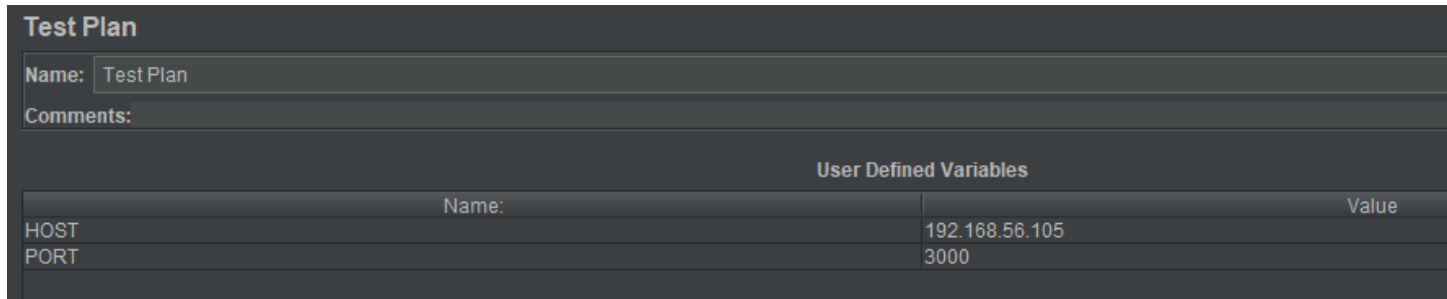 Test Plan
Name: Test Plan
Comments:
User Defined Variables
Name: Value
HOST 192.168.56.105
PORT 3000